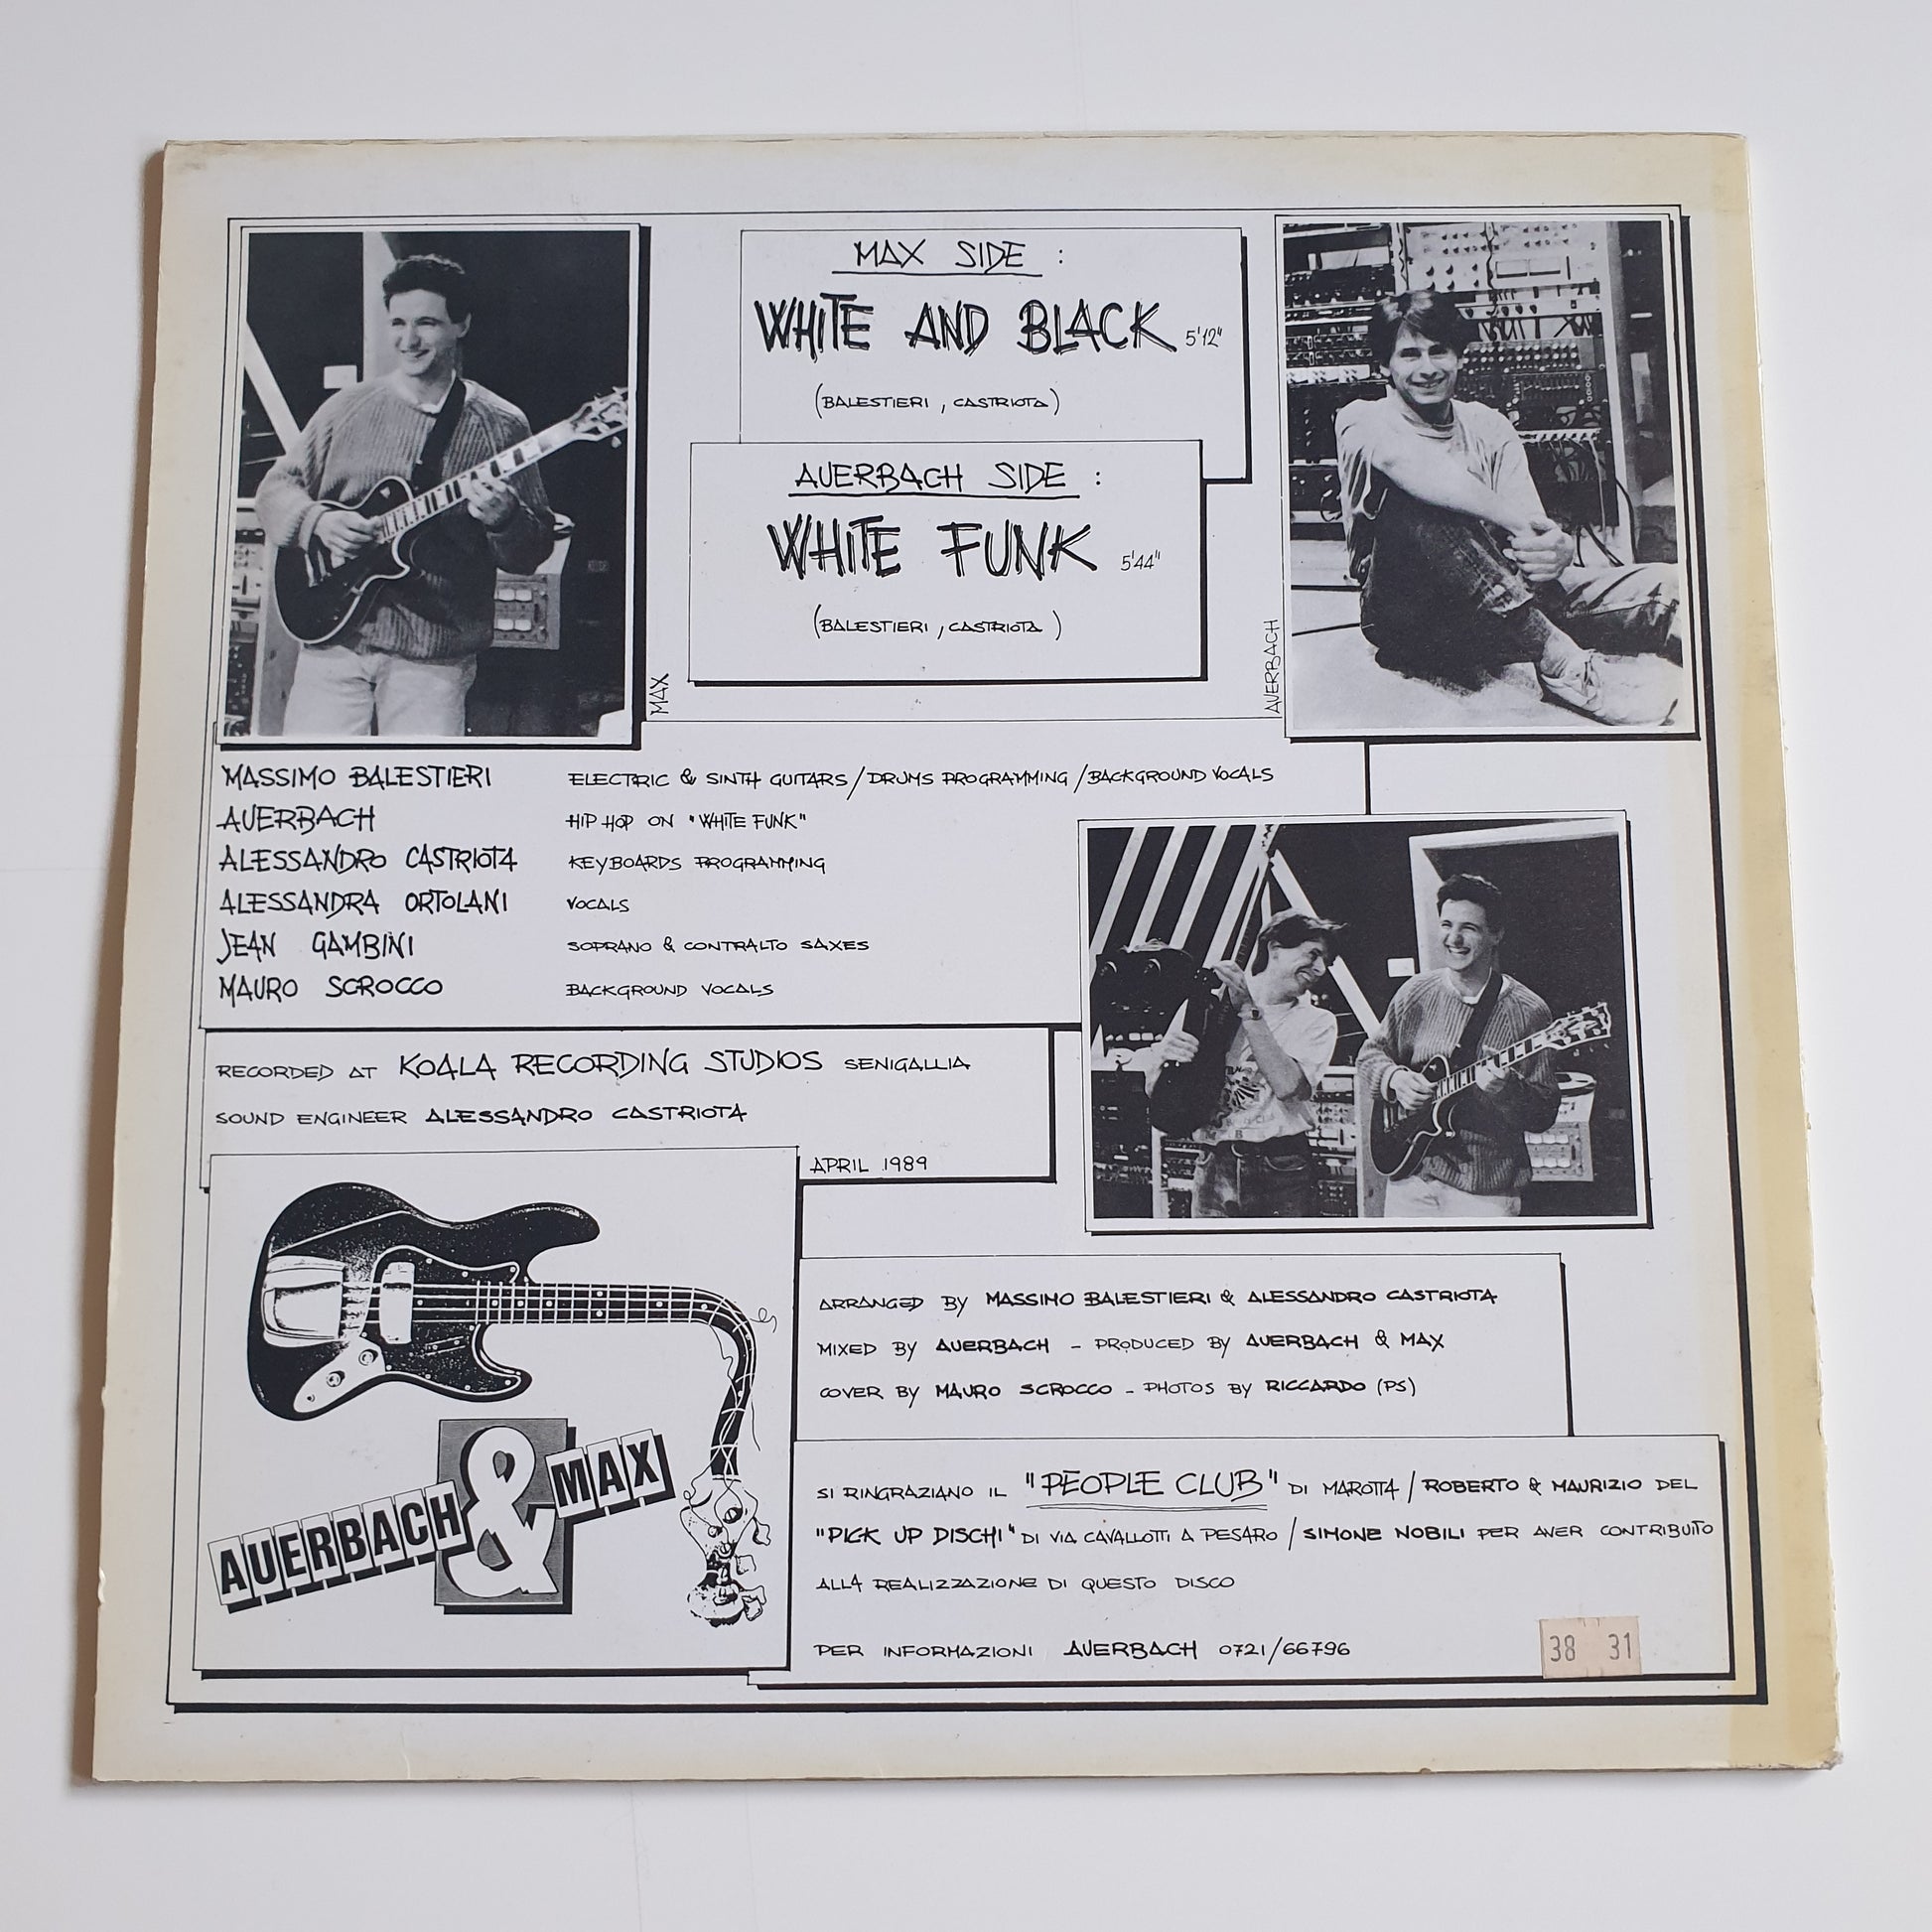 MAX SIDE :
WHITE AND BLACK 5'12"
(BALESTIERI , CASTRIOTA)
AUERBACH SIDE :
WHITE FUNK 5'44"
(BALESTIERI , CASTRIOTA )
MAX
AUERBACH
MASSIMO BALESTIERI ELECTRIC & SINTH GUITARS/DRUMS PROGRAMMING/BACKGROUND VOCALS
AUERBACH HIP HOP ON "WHITE FUNK"
ALESSANDRO CASTRIOTA KEYBOARDS PROGRAMMING
ALESSANDRA ORTOLANI VOCALS
JEAN GAMBINI SOPRANO & CONTRALTO SAXES
MAURO SCROCCO BACKGROUND VOCALS
RECORDED AT KOALA RECORDING STUDIOS SENIGALLIA
SOUND ENGINEER ALESSANDRO CASTRIOTA
APRIL 1989
AUERBACH & MAX
ARRANGED BY MASSIMO BALESTIERI & ALESSANDRO CASTRIOTA
MIXED BY AUERBACH - PRODUCED BY AUERBACH & MAX
COVER BY MAURO SCROCCO - PHOTOS BY RICCARDO (PS)
SI RINGRAZIANO IL "PEOPLE CLUB" DI MAROTTA/ROBERTO & MAURIZIO DEL
"PICK UP DISCHI" DI VIA CAVALLOTTI A PESARO/SIMONE NOBILI PER AVER CONTRIBUITO
ALLA REALIZZAZIONE DI QUESTO DISCO
PER INFORMAZIONI AUERBACH 0721/66796
38 31